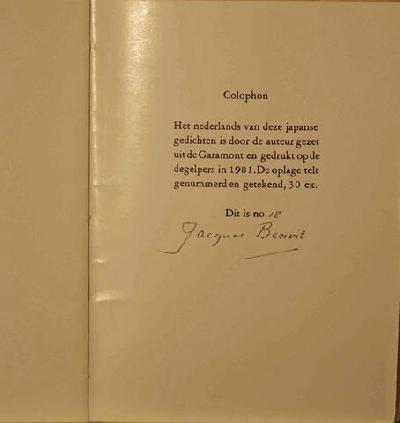 Colophon
Het nederlands van deze japanse
gedichten is door de auteur gezet
uit de Garamont en gedrukt op de
degelpers in 1981. De oplage telt
genummerd en getekend, 30 ex.
Dit is no. 18
Jacques Benoit